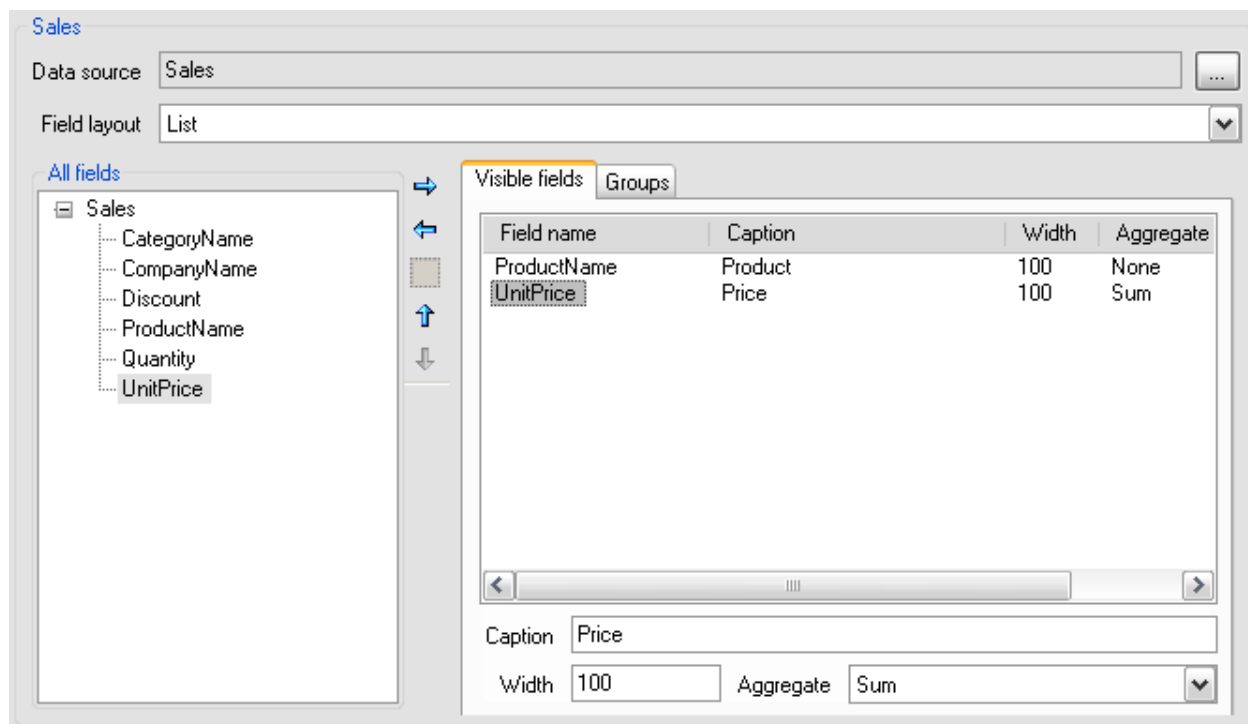 Sales
Data source Sales ...
Field layout List
All fields
Visible fields Groups
Sales
CategoryName
CompanyName
Discount
ProductName
Quantity
UnitPrice
Field name Caption Width Aggregate
ProductName Product 100 None
UnitPrice Price 100 Sum
Caption Price
Width 100 Aggregate Sum